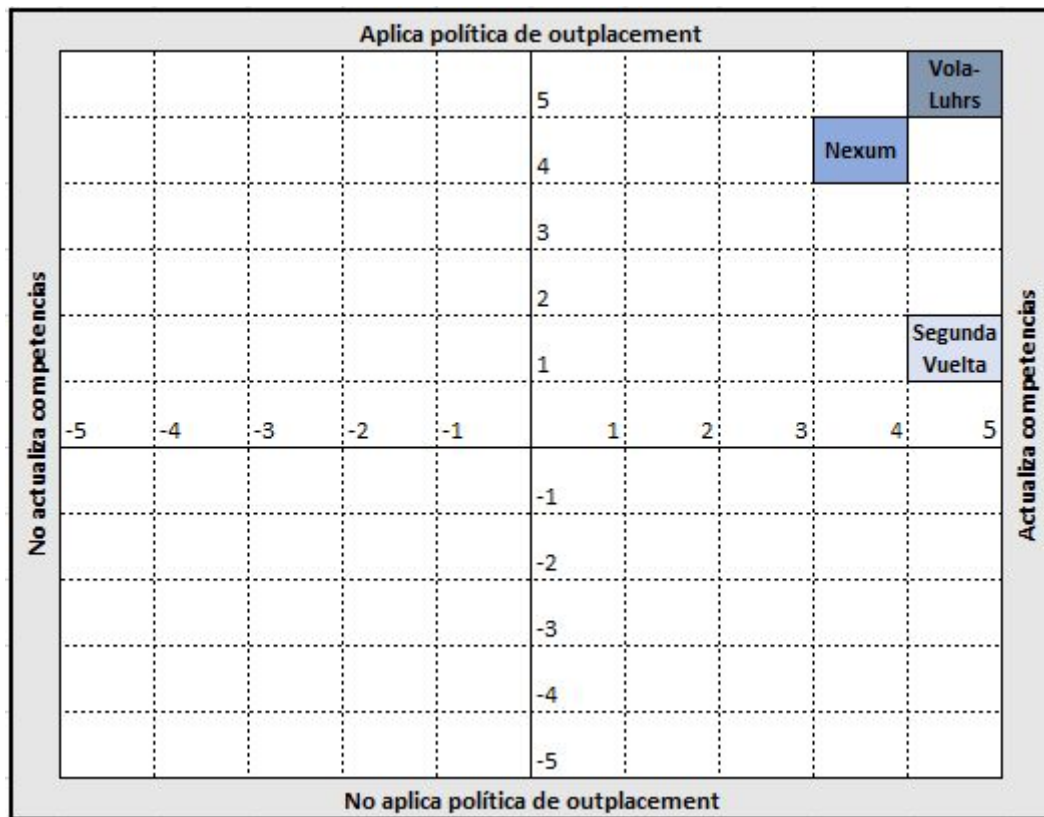 Aplica política de outplacement
Vola-
Luhrs
5
Nexum
4
3
2
Segunda
Vuelta
1
No actualiza competencias
-5 -4 -3 -2 -1 1 2 3 4 5
Actualiza competencias
-1
-2
-3
-4
-5
No aplica política de outplacement